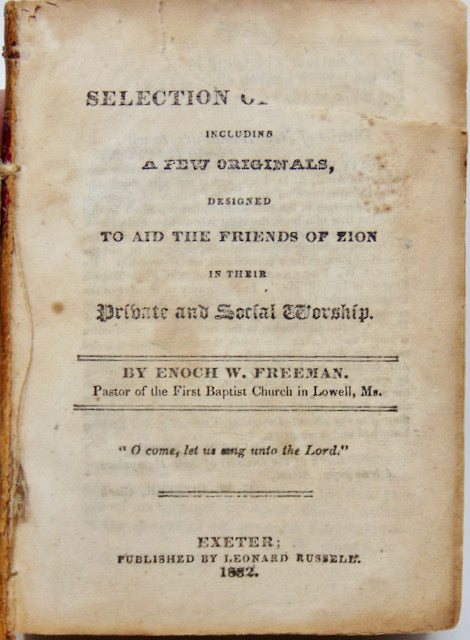 SELECTION OF
INCLUDING
A FEW ORIGINALS,
DESIGNED
TO AID THE FRIENDS OF ZION
IN THEIR
Private and Social Worship.
BY ENOCH W. FREEMAN.
Pastor of the First Baptist Church in Lowell, Ms.
"O come, let us sing unto the Lord."
EXETER;
PUBLISHED BY LEONARD RUSSELL.
1832.